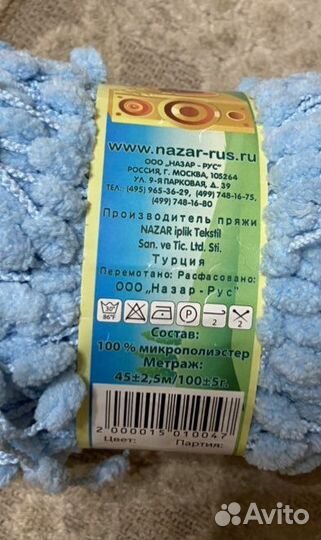 www.nazar-rus.ru
ООО „НАЗАР - РУС"
РОССИЯ, Г. МОСКВА, 105264
УЛ. 9-Я ПАРКОВАЯ, Д. 39
ТЕЛ.: (495) 965-36-29, (499) 748-16-75,
(499) 748-16-80
Производитель пряжи
NAZAR iplik Tekstil
San. ve Tic. Ltd. Sti.
Турция
Перемотано: Расфасовано:
ООО „Назар-Рус"
30°
86°F
P
2
2
Состав:
100 % микрополиэстер
Метраж:
45±2,5м/100±5г.
2 000015 010047
Цвет: Партия:
Avito